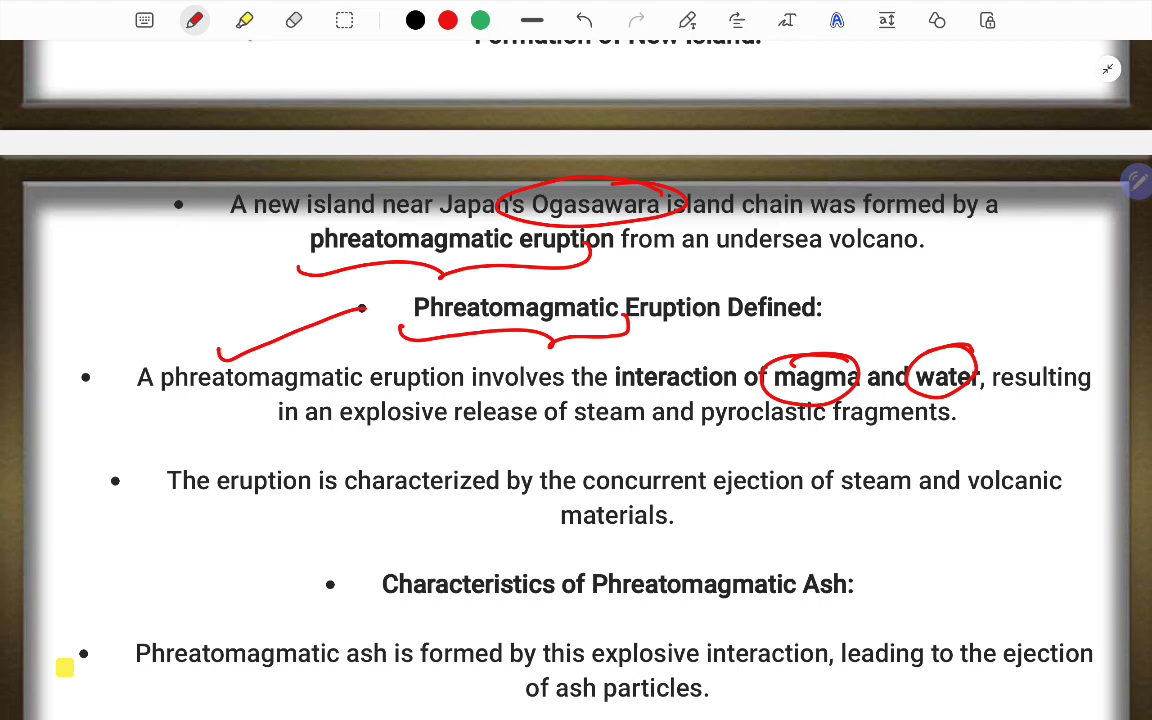 Formation of New Island:
• A new island near Japan's Ogasawara island chain was formed by a
phreatomagmatic eruption from an undersea volcano.
• Phreatomagmatic Eruption Defined:
• A phreatomagmatic eruption involves the interaction of magma and water, resulting
in an explosive release of steam and pyroclastic fragments.
• The eruption is characterized by the concurrent ejection of steam and volcanic
materials.
• Characteristics of Phreatomagmatic Ash:
• Phreatomagmatic ash is formed by this explosive interaction, leading to the ejection
of ash particles.